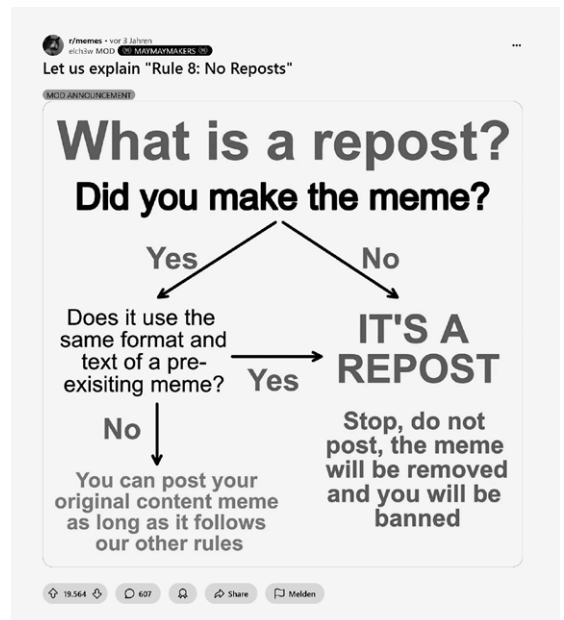 r/memes • vor 3 Jahren
elch3w MOD MAYMAYMAKERS
Let us explain "Rule 8: No Reposts"
MOD ANNOUNCEMENT
What is a repost?
Did you make the meme?
Yes
No
Does it use the
same format and
text of a pre-
exisiting meme?
Yes
IT'S A
REPOST
Stop, do not
post, the meme
will be removed
and you will be
banned
No
You can post your
original content meme
as long as it follows
our other rules
19.564
607
Share
Melden